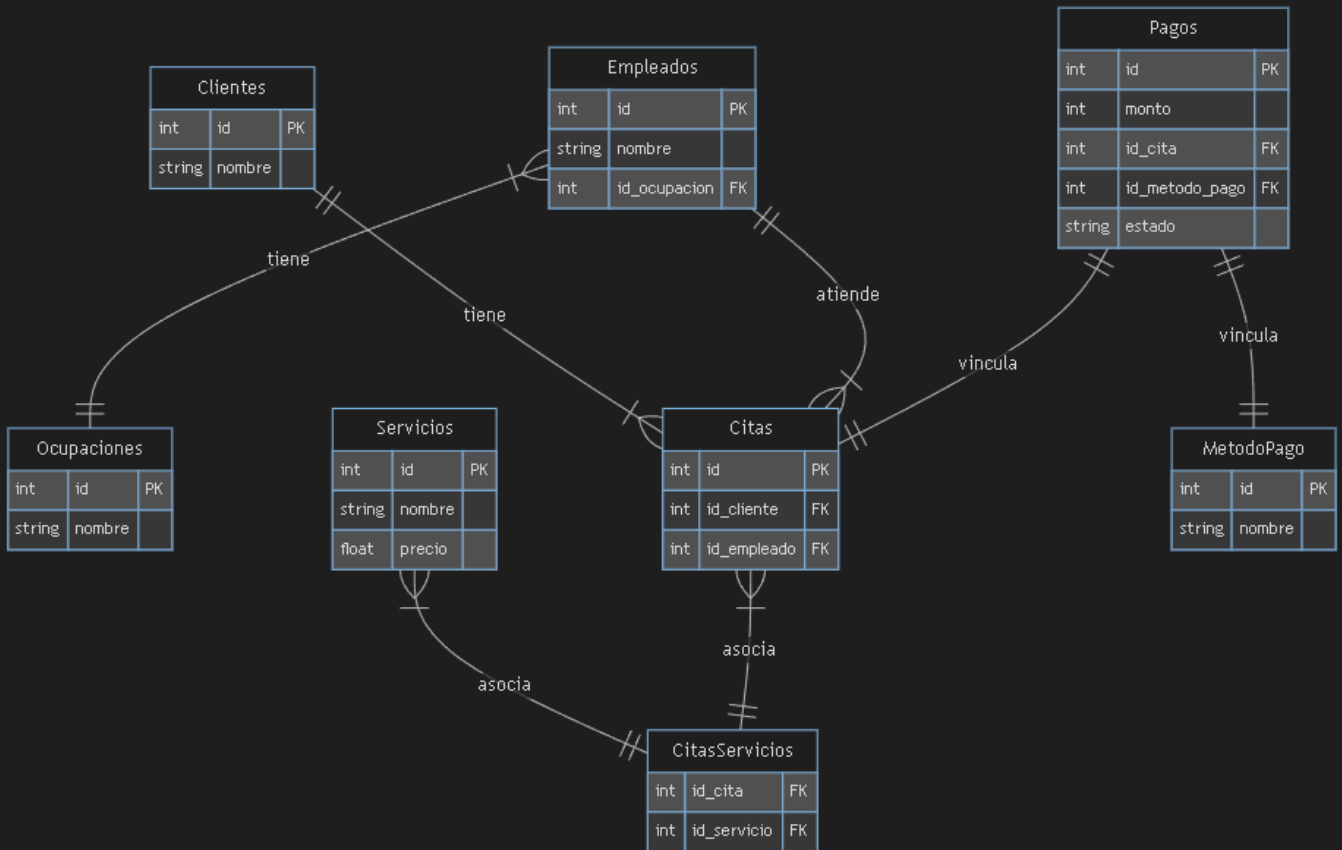 Pagos
int id PK
int monto
int id_cita FK
int id_metodo_pago FK
string estado
Empleados
int id PK
string nombre
int id_ocupacion FK
Clientes
int id PK
string nombre
tiene
tiene
atiende
vincula
vincula
Ocupaciones
int id PK
string nombre
Servicios
int id PK
string nombre
float precio
Citas
int id PK
int id_cliente FK
int id_empleado FK
MetodoPago
int id PK
string nombre
asocia
asocia
CitasServicios
int id_cita FK
int id_servicio FK